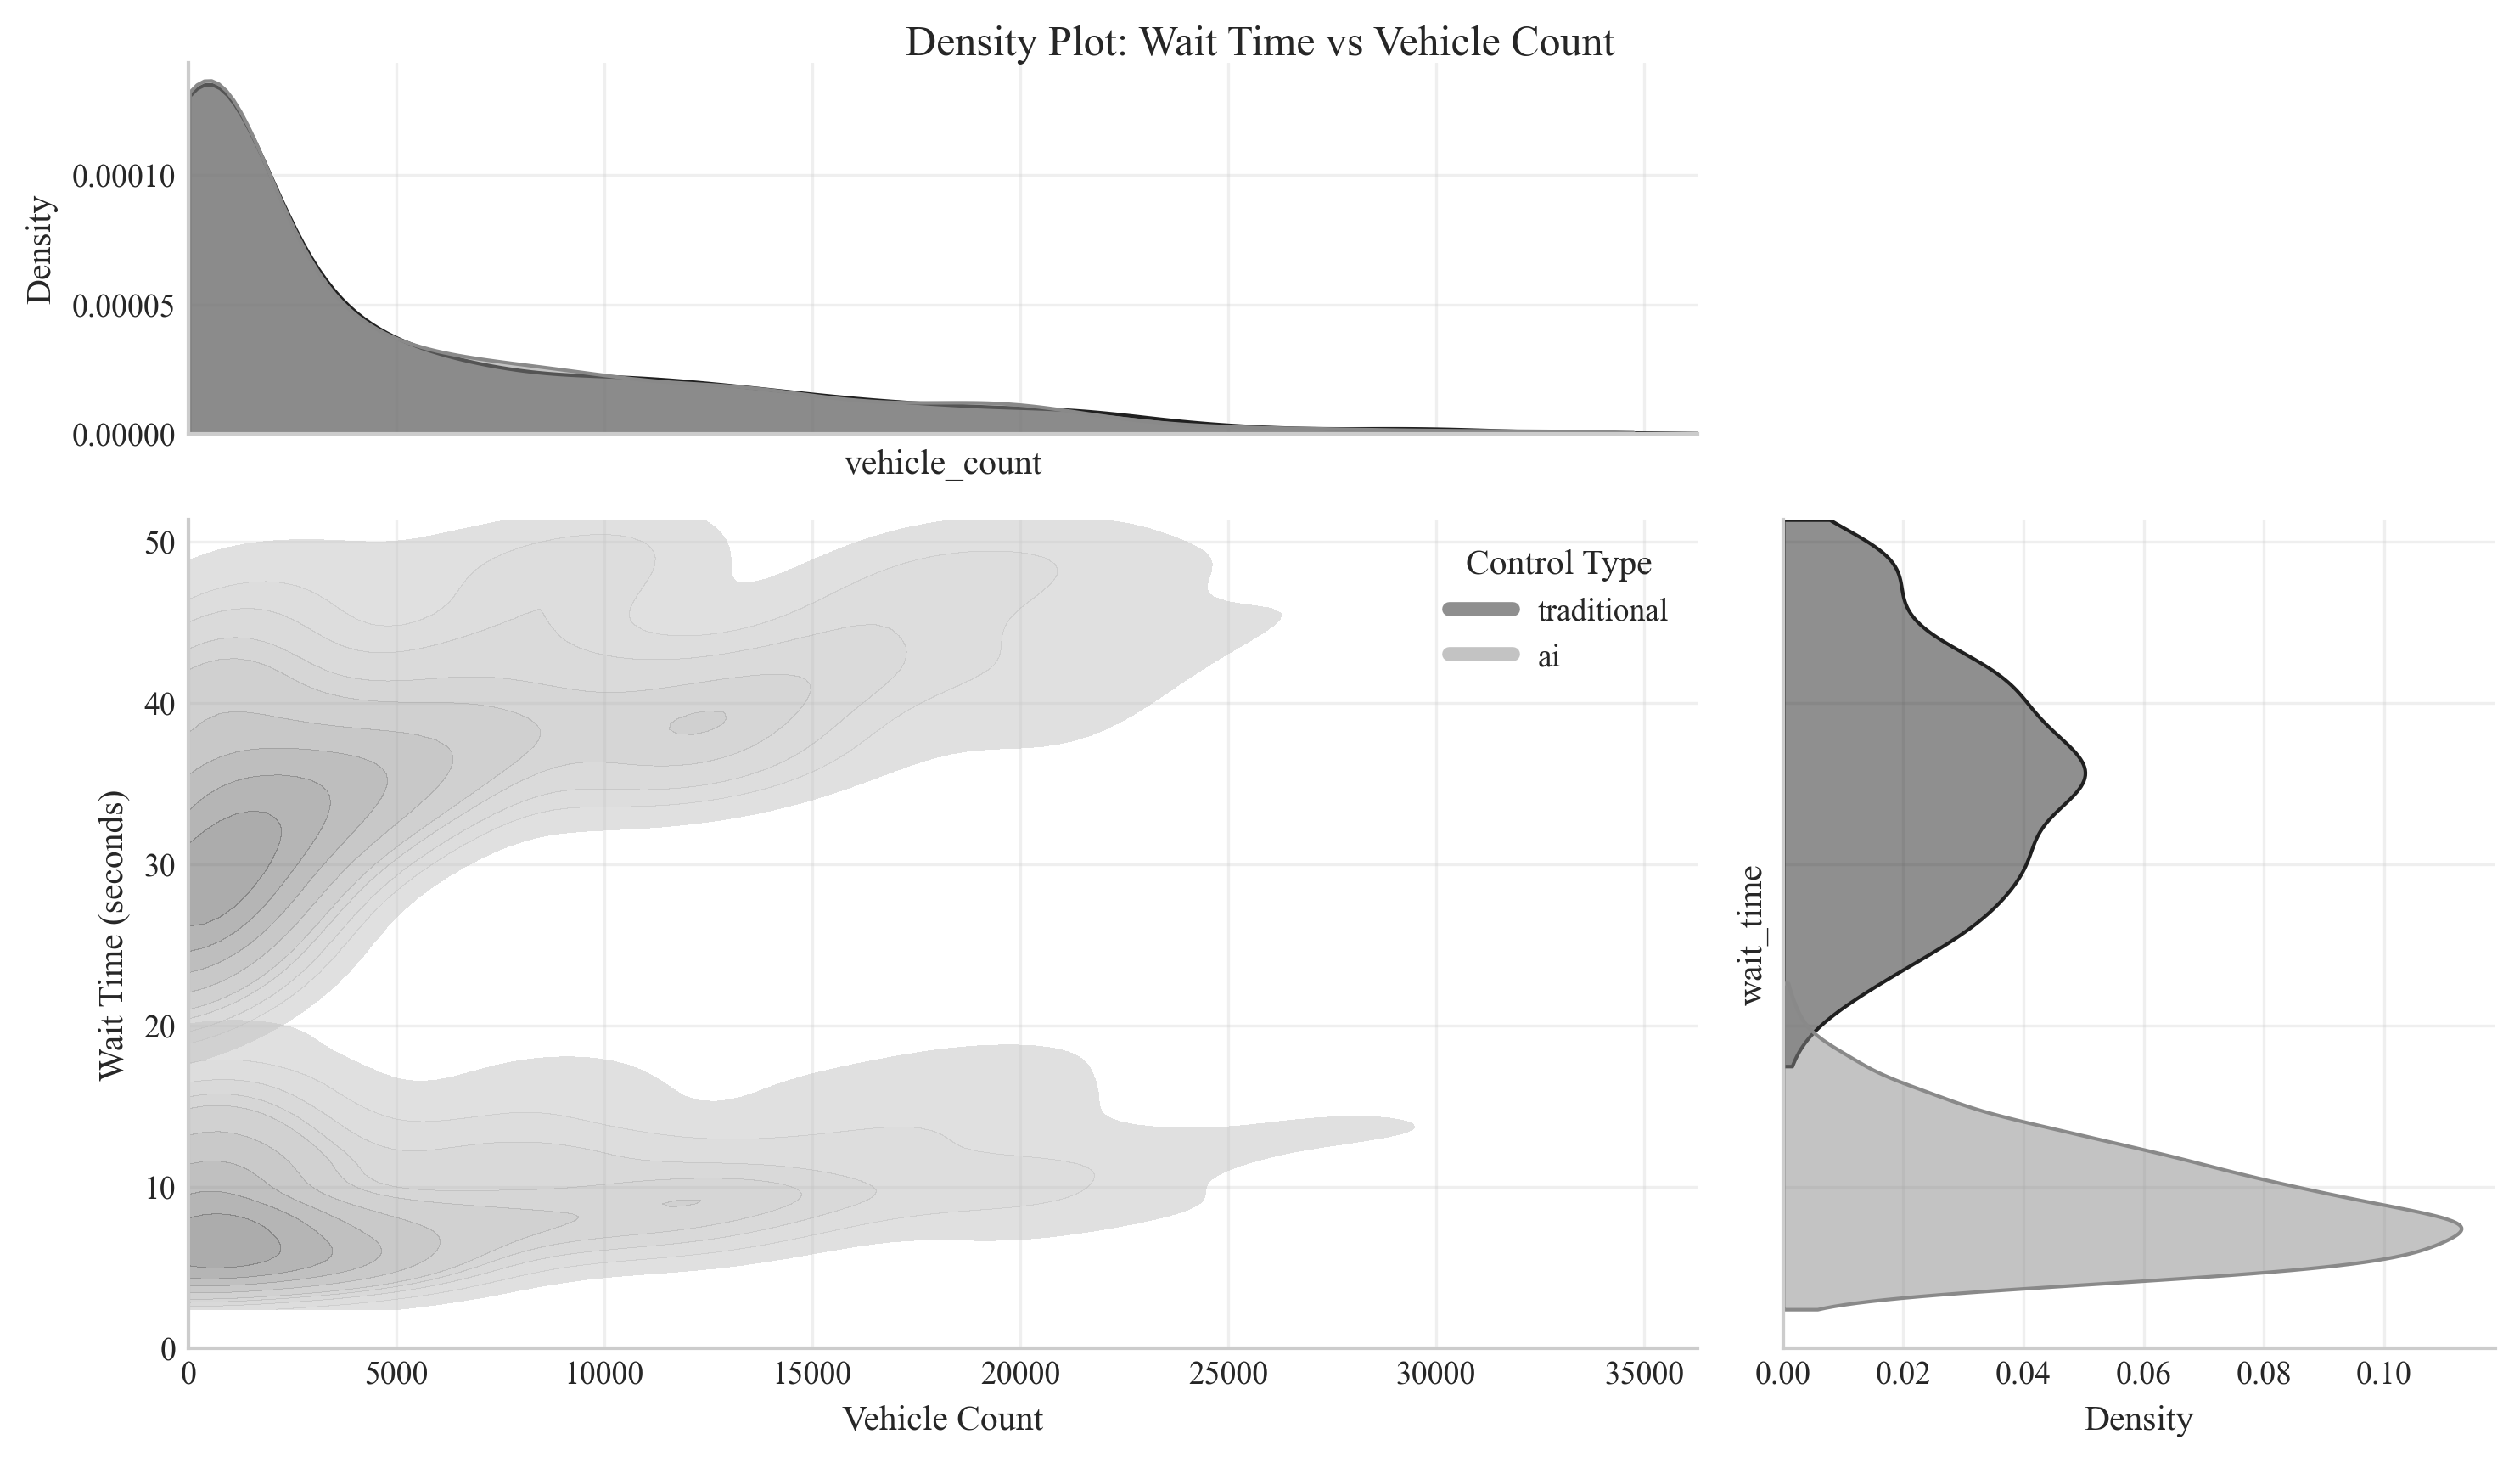 Density Plot: Wait Time vs Vehicle Count
Density
0.00010
0.00005
0.00000
vehicle_count
Wait Time (seconds)
50
40
30
20
10
0
Control Type
traditional
ai
0 5000 10000 15000 20000 25000 30000 35000
Vehicle Count
wait_time
0.00 0.02 0.04 0.06 0.08 0.10
Density